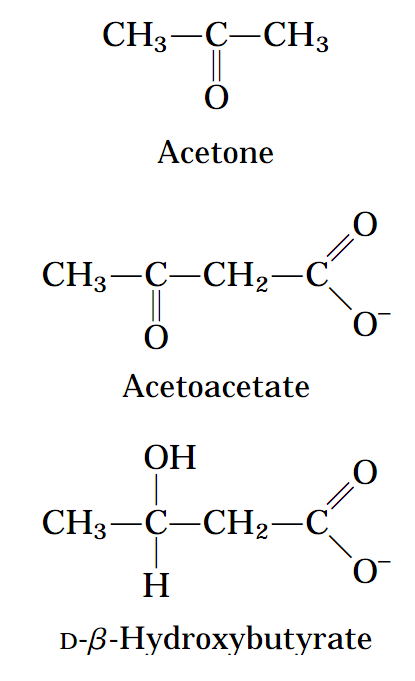 CH₃—C—CH₃
O
Acetone
O
CH₃—C—CH₂—C
O
O⁻
Acetoacetate
OH
O
CH₃—C—CH₂—C
H
O⁻
D-β-Hydroxybutyrate